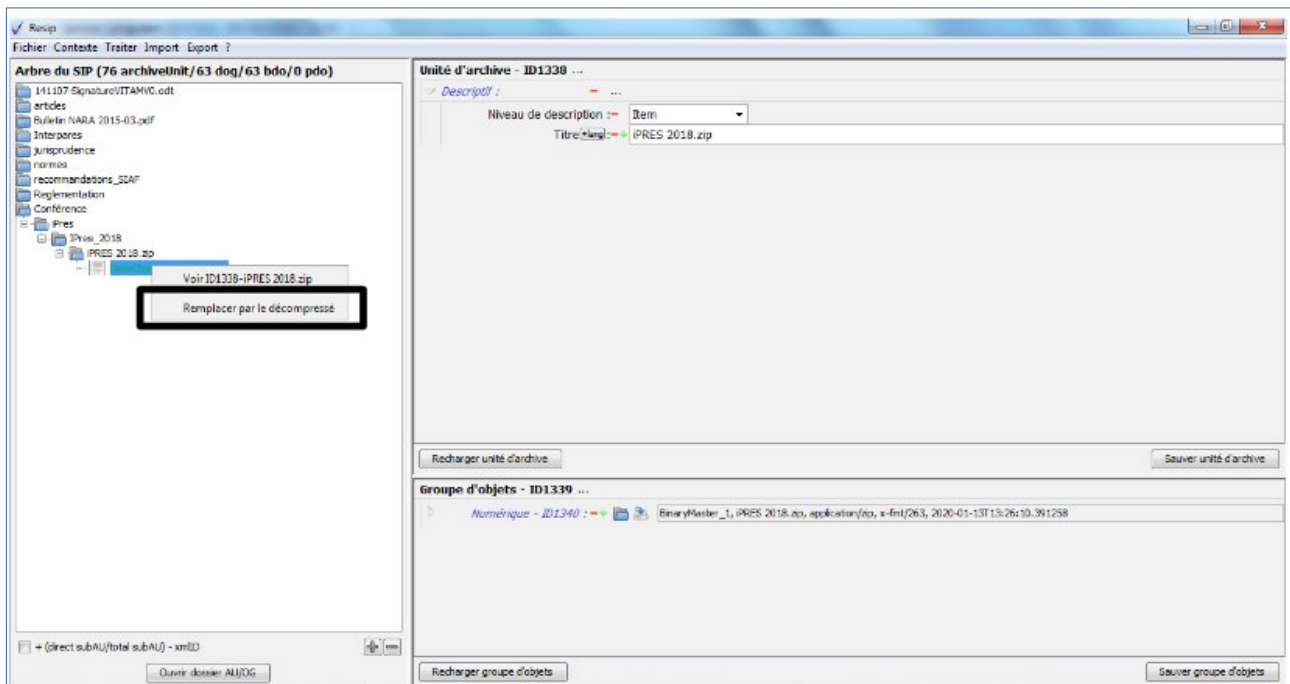 Resip
Fichier Contexte Traiter Import Export ?
Arbre du SIP (76 archiveUnit/63 dog/63 bdo/0 pdo)
141107-SignatureVITAMV0.odt
articles
Bulletin NARA 2015-03.pdf
Interpares
jurisprudence
normes
recommandations_SIAF
Reglementation
Conférence
iPres
IPres_2018
iPRES 2018.zip
Voir ID1338-iPRES 2018.zip
Remplacer par le décompressé
+ (direct subAU/total subAU) - xmlID
Ouvrir dossier AU/OG
Unité d'archive - ID1338 ...
Descriptif : - ...
Niveau de description :- Item
Titre +lang :- + iPRES 2018.zip
Recharger unité d'archive
Sauver unité d'archive
Groupe d'objets - ID1339 ...
Numérique - ID1340 :- + BinaryMaster_1, iPRES 2018.zip, application/zip, x-fmt/263, 2020-01-13T13:26:10.391258
Recharger groupe d'objets
Sauver groupe d'objets